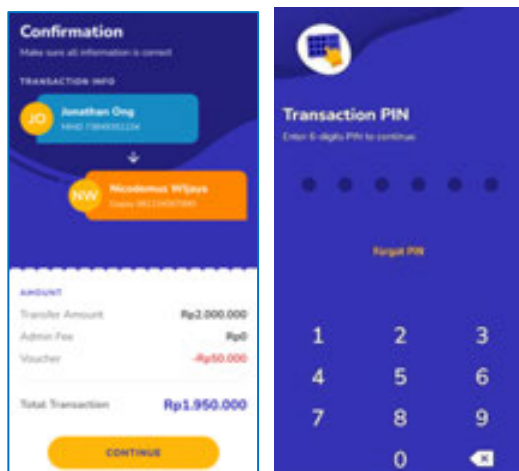 Confirmation
Make sure all information is correct
TRANSACTION INFO
JO
Jonathan Ong
NW
Nicodemus Wijaya
AMOUNT
Transfer Amount Rp2.000.000
Admin Fee Rp0
Voucher -Rp50.000
Total Transaction Rp1.950.000
CONTINUE
Transaction PIN
Enter 6-digits PIN to continue
Forgot PIN
1 2 3
4 5 6
7 8 9
0